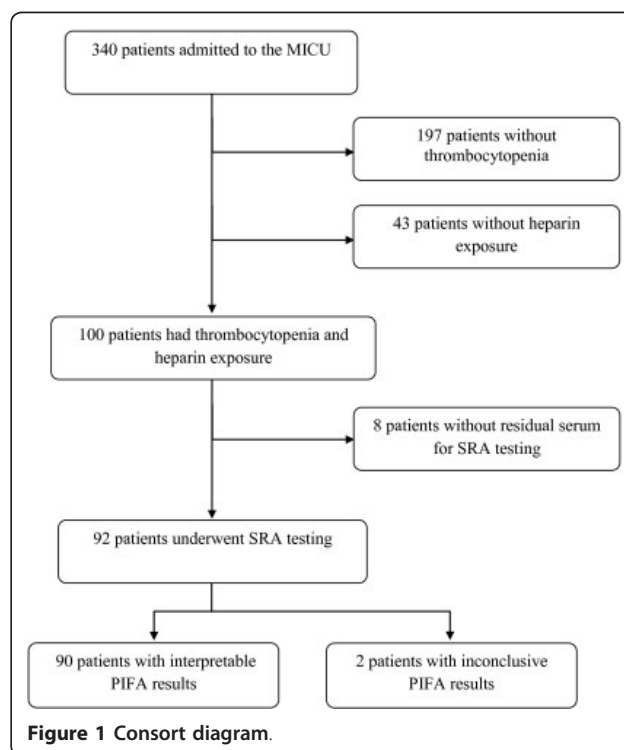 340 patients admitted to the MICU
197 patients without
thrombocytopenia
43 patients without heparin
exposure
100 patients had thrombocytopenia and
heparin exposure
8 patients without residual serum
for SRA testing
92 patients underwent SRA testing
90 patients with interpretable
PIFA results
2 patients with inconclusive
PIFA results
Figure 1 Consort diagram.